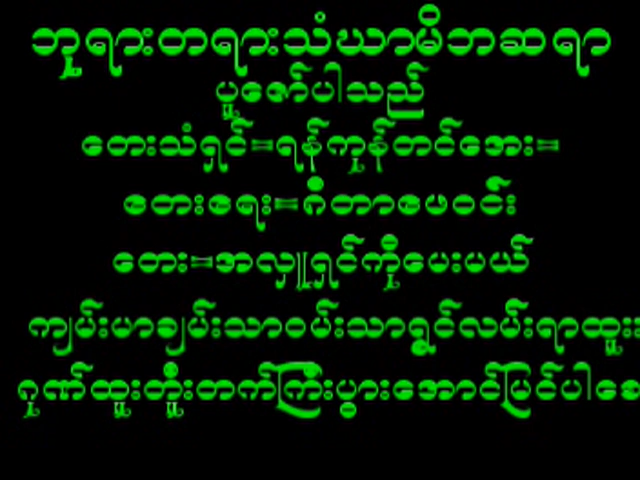 ဘုရားတရားသံဃာမိဘဆရာ
ပူဇော်ပါသည်
တေးသံရှင်=ရန်ကုန်တင်အေး=
တေးရေး=ဂီတာဖေဝင်း
တေး=အလှူရှင်ကိုပေးမယ်
ကျမ်းမာချမ်းသာဝမ်းသာရွှင်လမ်းရာထူး
ဂုဏ်ထူးတိုးတက်ကြီးပွားအောင်မြင်ပါစေ